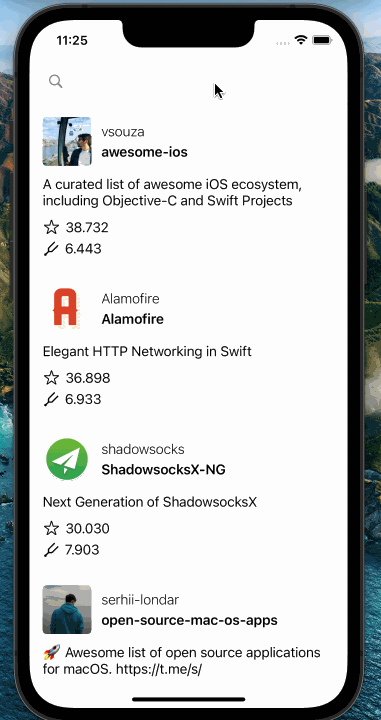 11:25
vsouza
awesome-ios
A curated list of awesome iOS ecosystem,
including Objective-C and Swift Projects
38.732
6.443
Alamofire
Alamofire
Elegant HTTP Networking in Swift
36.898
6.933
shadowsocks
ShadowsocksX-NG
Next Generation of ShadowsocksX
30.030
7.903
serhii-londar
open-source-mac-os-apps
🚀 Awesome list of open source applications
for macOS. https://t.me/s/